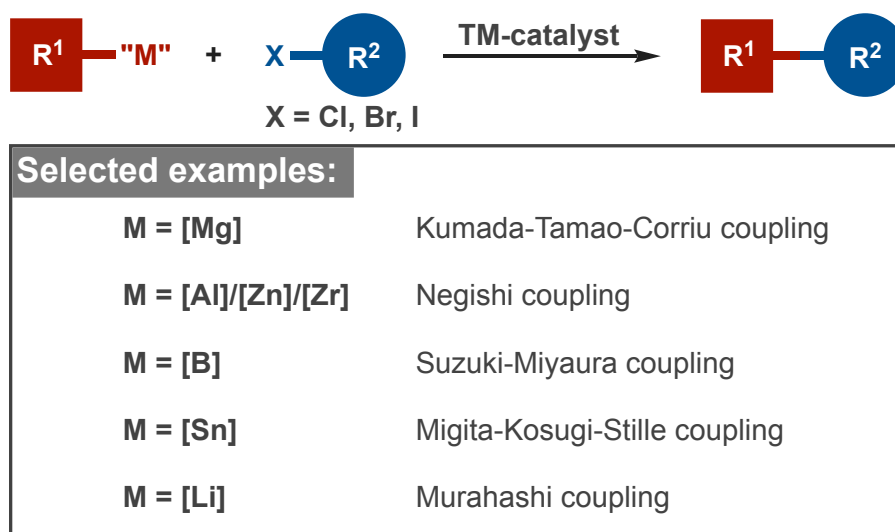 R¹ "M" + X R² TM-catalyst R¹ R²
X = Cl, Br, I
Selected examples:
M = [Mg] Kumada-Tamao-Corriu coupling
M = [Al]/[Zn]/[Zr] Negishi coupling
M = [B] Suzuki-Miyaura coupling
M = [Sn] Migita-Kosugi-Stille coupling
M = [Li] Murahashi coupling